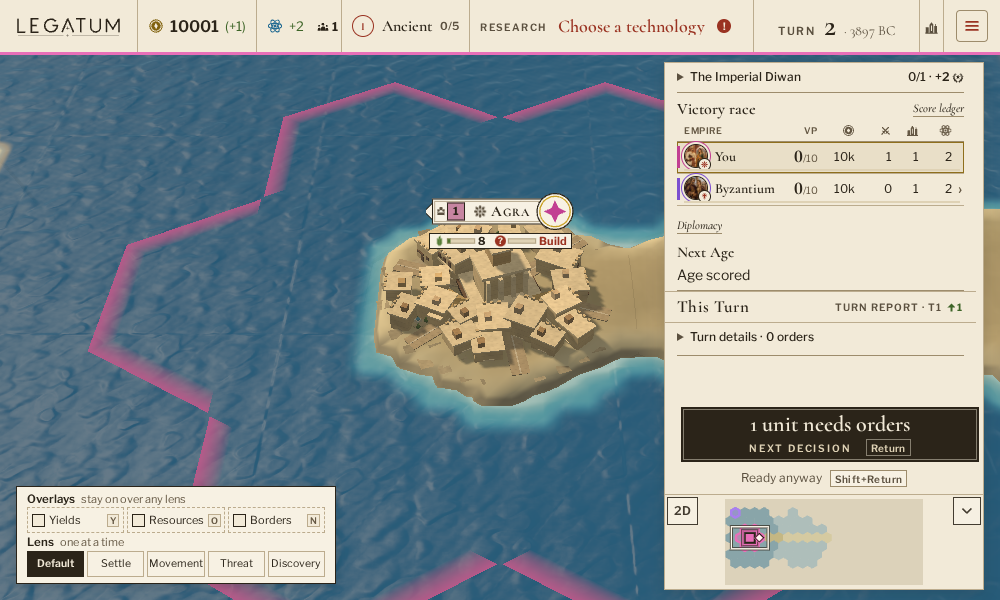 LEGATUM
10001 (+1)
+2
1
I Ancient 0/5
RESEARCH Choose a technology !
TURN 2 · 3897 BC
The Imperial Diwan 0/1 · +2
Victory race Score ledger
EMPIRE VP
You 0/10 10k 1 1 2
Byzantium 0/10 10k 0 1 2 ›
Diplomacy
Next Age
Age scored
This Turn TURN REPORT · T1 1
Turn details · 0 orders
1 AGRA
8 ? Build
1 unit needs orders
NEXT DECISION Return
Ready anyway Shift+Return
2D
Overlays stay on over any lens
Yields Y Resources O Borders N
Lens one at a time
Default Settle Movement Threat Discovery